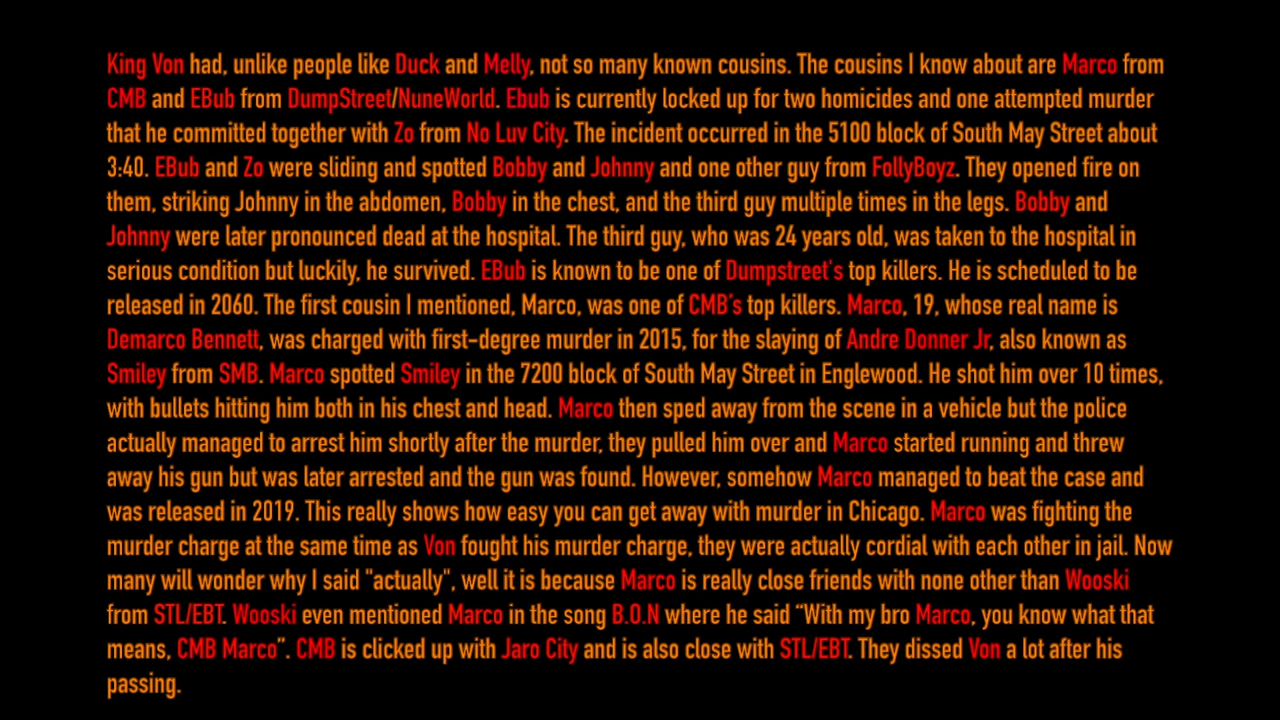 King Von had, unlike people like Duck and Melly, not so many known cousins. The cousins I know about are Marco from
CMB and EBub from DumpStreet/NuneWorld. Ebub is currently locked up for two homicides and one attempted murder
that he committed together with Zo from No Luv City. The incident occurred in the 5100 block of South May Street about
3:40. EBub and Zo were sliding and spotted Bobby and Johnny and one other guy from FollyBoyz. They opened fire on
them, striking Johnny in the abdomen, Bobby in the chest, and the third guy multiple times in the legs. Bobby and
Johnny were later pronounced dead at the hospital. The third guy, who was 24 years old, was taken to the hospital in
serious condition but luckily, he survived. EBub is known to be one of Dumpstreet's top killers. He is scheduled to be
released in 2060. The first cousin I mentioned, Marco, was one of CMB's top killers. Marco, 19, whose real name is
Demarco Bennett, was charged with first-degree murder in 2015, for the slaying of Andre Donner Jr, also known as
Smiley from SMB. Marco spotted Smiley in the 7200 block of South May Street in Englewood. He shot him over 10 times,
with bullets hitting him both in his chest and head. Marco then sped away from the scene in a vehicle but the police
actually managed to arrest him shortly after the murder, they pulled him over and Marco started running and threw
away his gun but was later arrested and the gun was found. However, somehow Marco managed to beat the case and
was released in 2019. This really shows how easy you can get away with murder in Chicago. Marco was fighting the
murder charge at the same time as Von fought his murder charge, they were actually cordial with each other in jail. Now
many will wonder why I said "actually", well it is because Marco is really close friends with none other than Wooski
from STL/EBT. Wooski even mentioned Marco in the song B.O.N where he said “With my bro Marco, you know what that
means, CMB Marco”. CMB is clicked up with Jaro City and is also close with STL/EBT. They dissed Von a lot after his
passing.